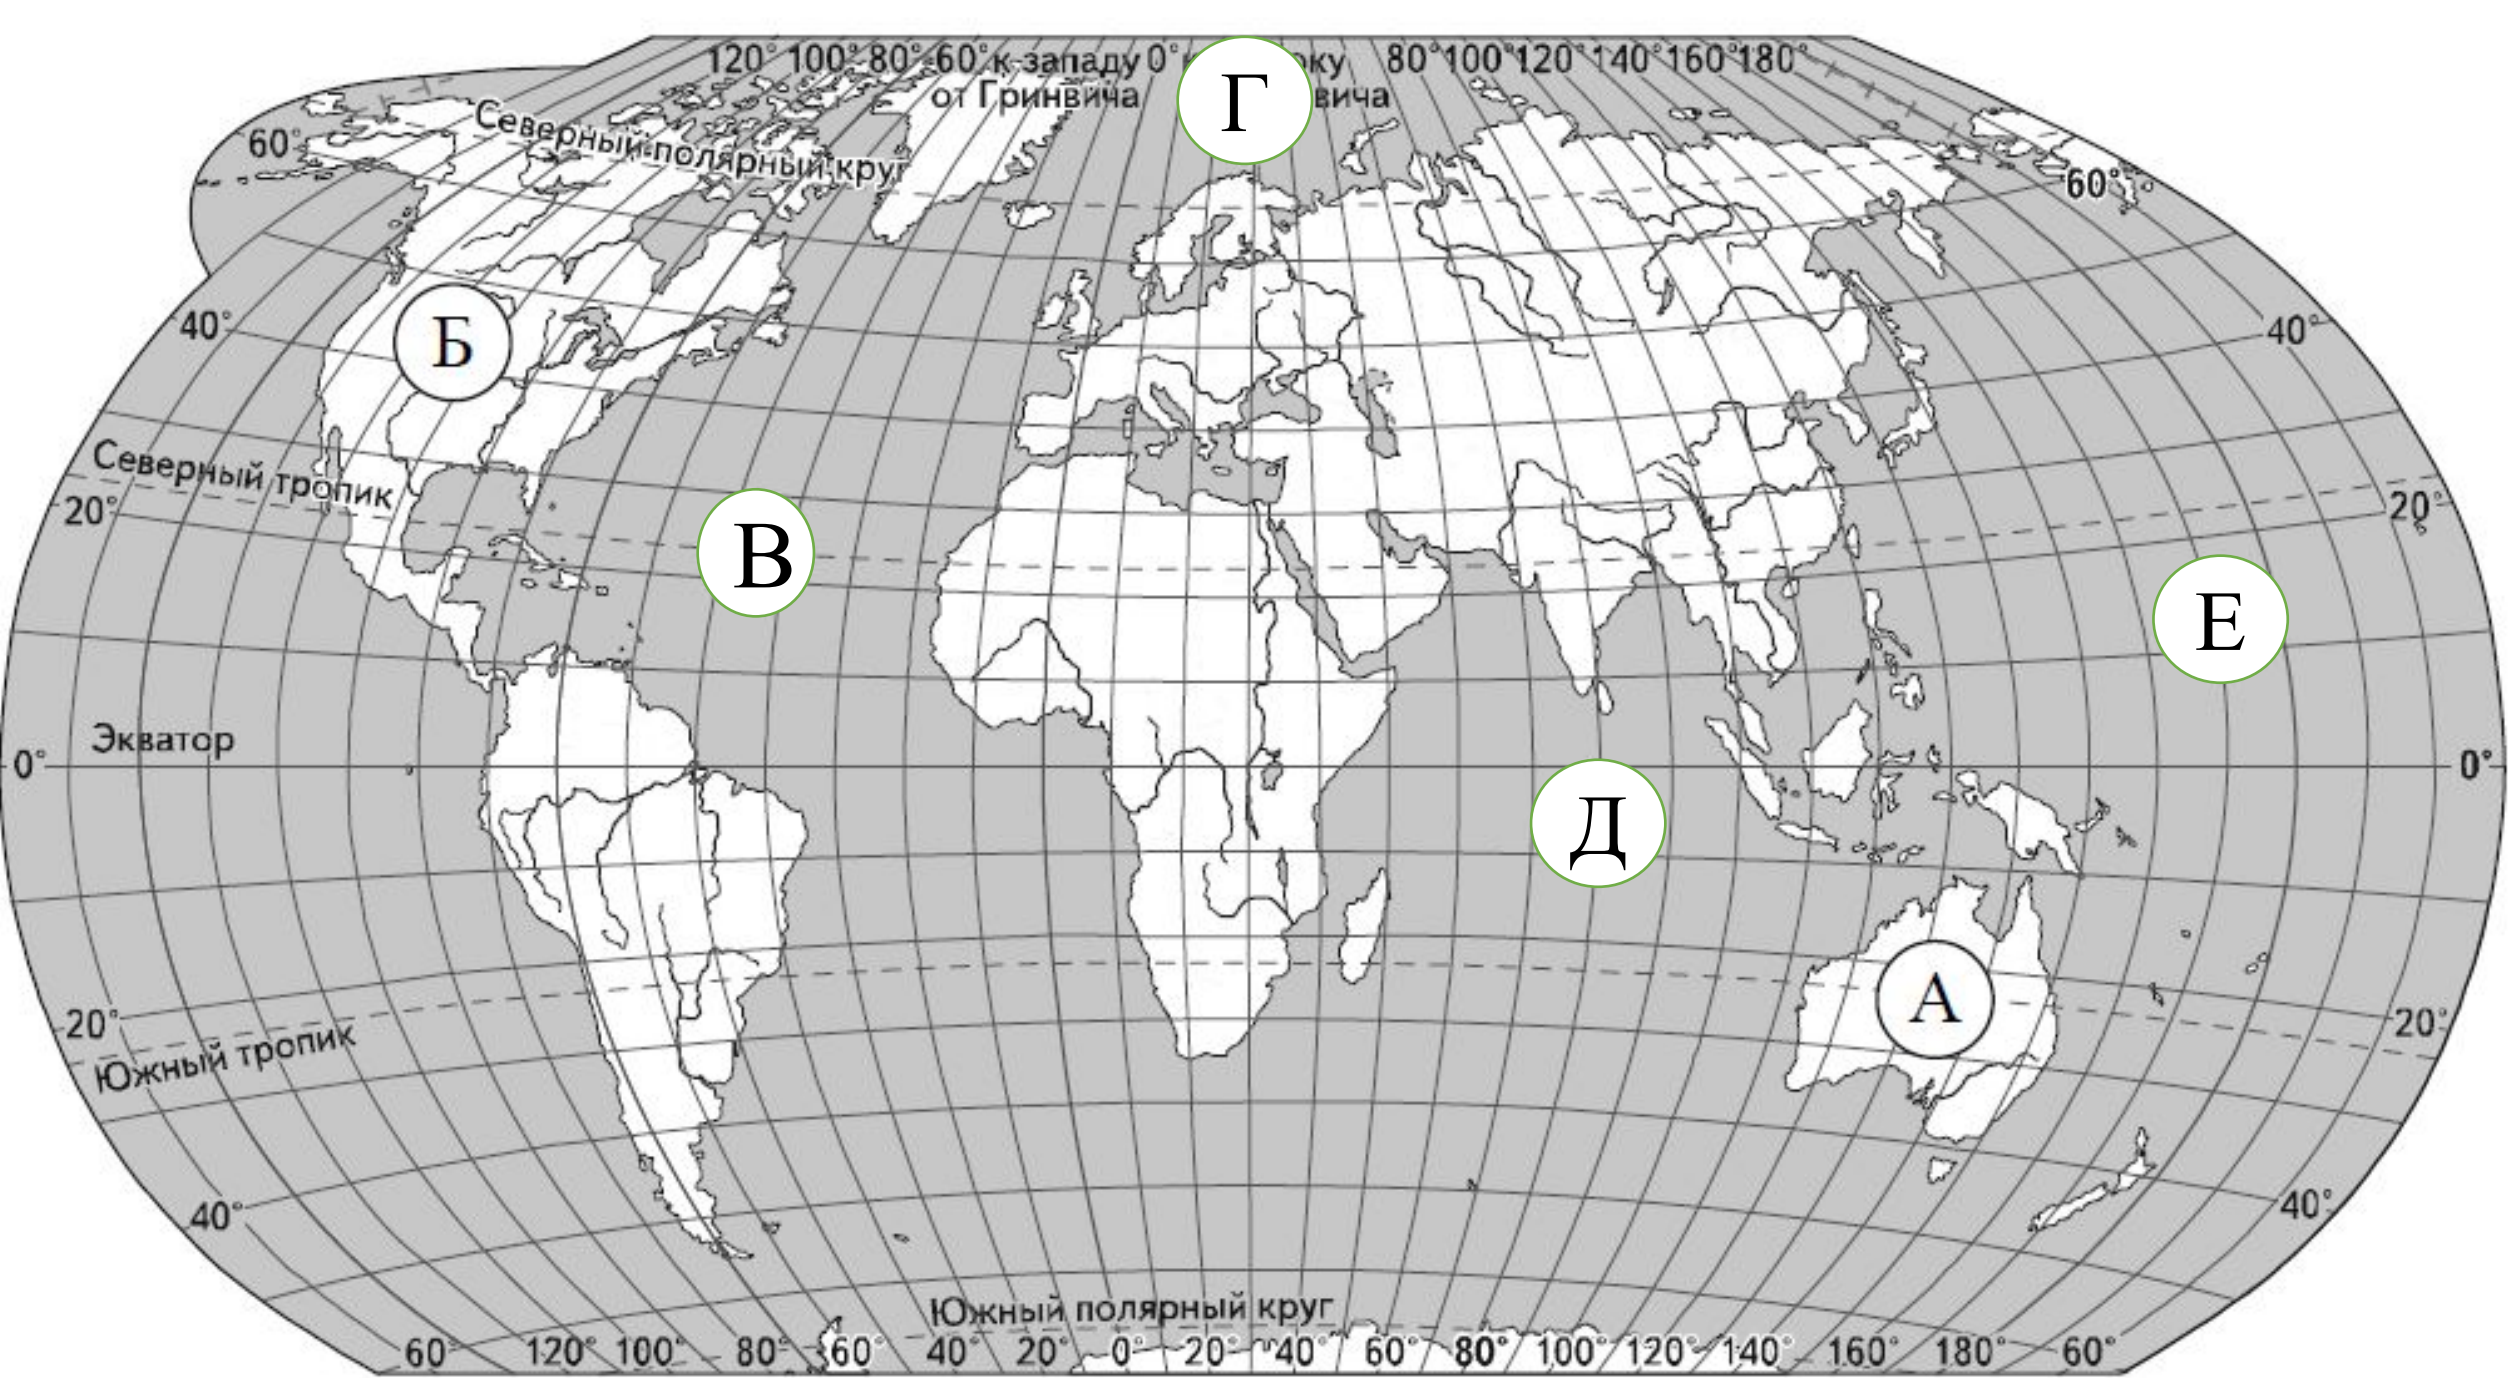 120° 100° 80° 60° к западу 0° 80° 100° 120° 140° 160° 180°
от Гринвича
Г
60°
Северный полярный круг
60°
40°
Б
40°
Северный тропик
20°
В
20°
Е
Экватор
0°
0°
Д
А
20°
20°
Южный тропик
40°
40°
Южный полярный круг
60° 120° 100° 80° 60° 40° 20° 0° 20° 40° 60° 80° 100° 120° 140° 160° 180° 60°